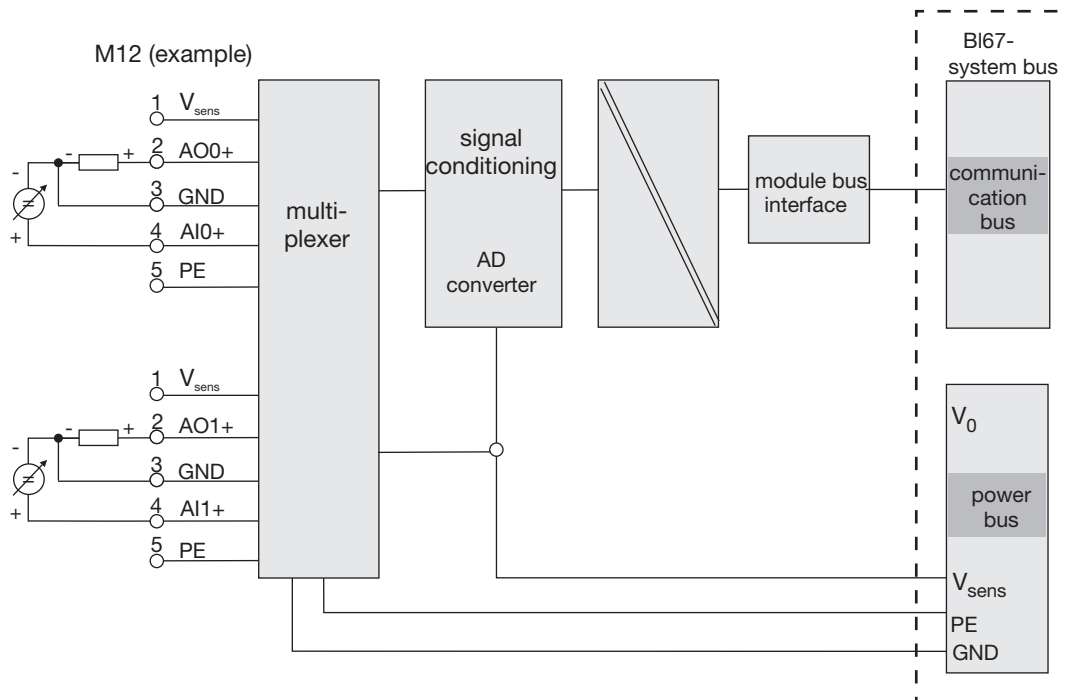 M12 (example)
1 Vsens
- + 2 AO0+
-
3 GND
=
+ 4 AI0+
5 PE
1 Vsens
- + 2 AO1+
-
3 GND
=
+ 4 AI1+
5 PE
multi-
plexer
signal
conditioning
AD
converter
module bus
interface
BI67-
system bus
communi-
cation
bus
V0
power
bus
Vsens
PE
GND